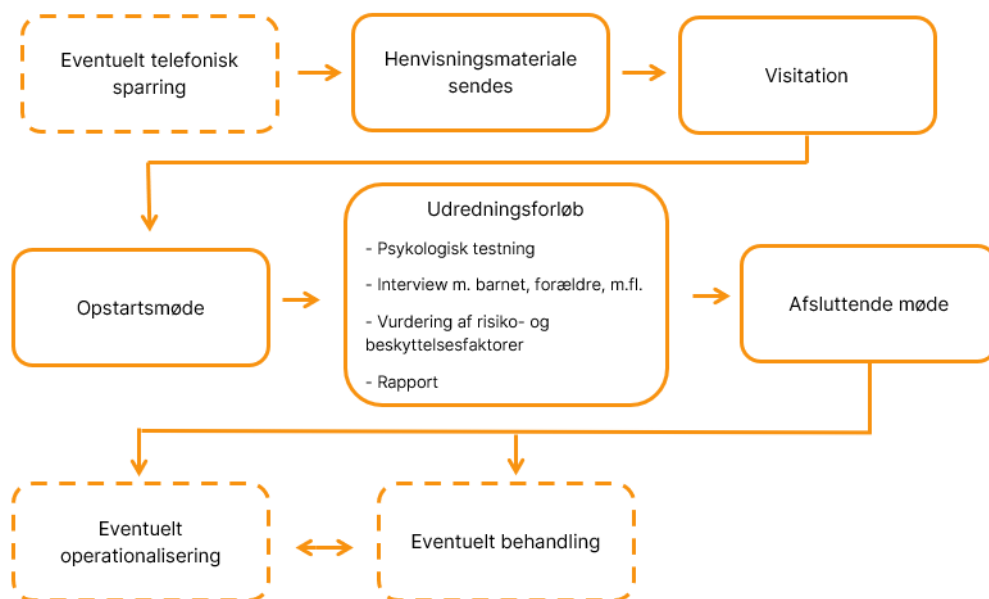 Eventuelt telefonisk
sparring
Henvisningsmateriale
sendes
Visitation
Opstartsmøde
Udredningsforløb
- Psykologisk testning
- Interview m. barnet, forældre, m.fl.
- Vurdering af risiko- og
beskyttelsesfaktorer
- Rapport
Afsluttende møde
Eventuelt
operationalisering
Eventuelt behandling